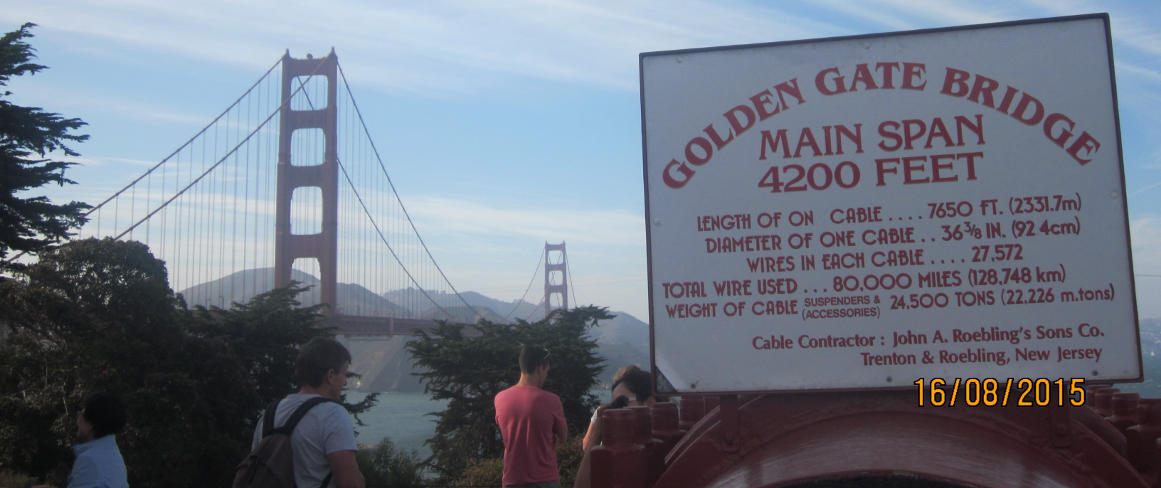 GOLDEN GATE BRIDGE
MAIN SPAN
4200 FEET
LENGTH OF ON CABLE .... 7650 FT. (2331.7m)
DIAMETER OF ONE CABLE .. 36 3/8 IN. (92 4cm)
WIRES IN EACH CABLE .... 27,572
TOTAL WIRE USED ... 80,000 MILES (128,748 km)
WEIGHT OF CABLE (SUSPENDERS & ACCESSORIES) 24,500 TONS (22,226 m.tons)
Cable Contractor : John A. Roebling's Sons Co.
Trenton & Roebling, New Jersey
16/08/2015